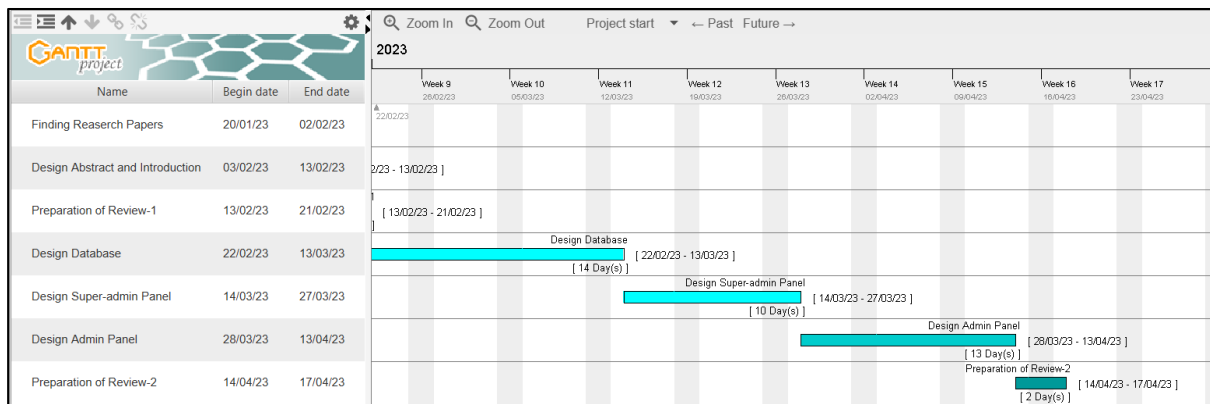 Zoom In Zoom Out Project start ← Past Future →
GANTT
project
2023
Name Begin date End date
Week 9 Week 10 Week 11 Week 12 Week 13 Week 14 Week 15 Week 16 Week 17
26/02/23 05/03/23 12/03/23 19/03/23 26/03/23 02/04/23 09/04/23 16/04/23 23/04/23
22/02/23
Finding Reaserch Papers 20/01/23 02/02/23
Design Abstract and Introduction 03/02/23 13/02/23
2/23 - 13/02/23 ]
Preparation of Review-1 13/02/23 21/02/23
[ 13/02/23 - 21/02/23 ]
]
Design Database
Design Database 22/02/23 13/03/23
[ 22/02/23 - 13/03/23 ]
[ 14 Day(s) ]
Design Super-admin Panel
Design Super-admin Panel 14/03/23 27/03/23
[ 14/03/23 - 27/03/23 ]
[ 10 Day(s) ]
Design Admin Panel
Design Admin Panel 28/03/23 13/04/23
[ 28/03/23 - 13/04/23 ]
[ 13 Day(s) ]
Preparation of Review-2
Preparation of Review-2 14/04/23 17/04/23
[ 14/04/23 - 17/04/23 ]
[ 2 Day(s) ]